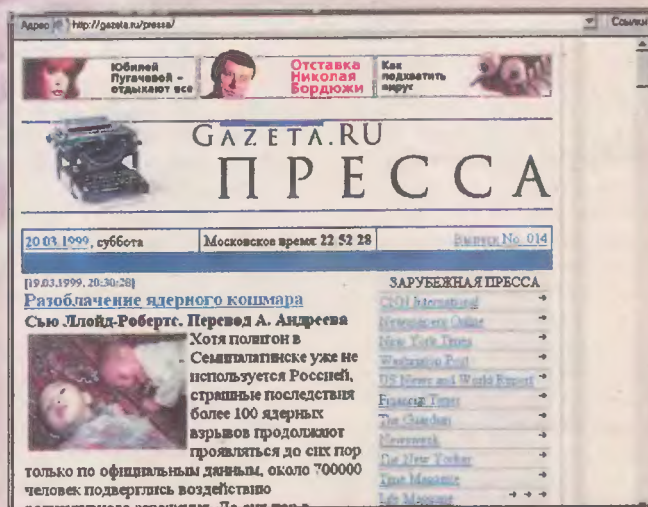 Адрес http://gazeta.ru/pressa/
Ссылки
Юбилей
Пугачевой –
отдыхают все
Отставка
Николая
Бордюжи
Как
подхватить
вирус
GAZETA.RU
ПРЕССА
20 03 1999, суббота
Московское время 22 52 28
Выпуск No. 014
[19.03.1999, 20:30:28]
Разоблачение ядерного кошмара
Сью Ллойд-Робертс. Перевод А. Андреева
Хотя полигон в
Семипалатинске уже не
используется Россией,
страшные последствия
более 100 ядерных
взрывов продолжают
проявляться до сих пор
только по официальным данным, около 700000
человек подверглись воздействию
ЗАРУБЕЖНАЯ ПРЕССА
CNN International
Newspapers Online
New York Times
Washington Post
US News and World Report
Financial Times
The Guardian
Newsweek
The New Yorker
Time Magazine
Life Magazine